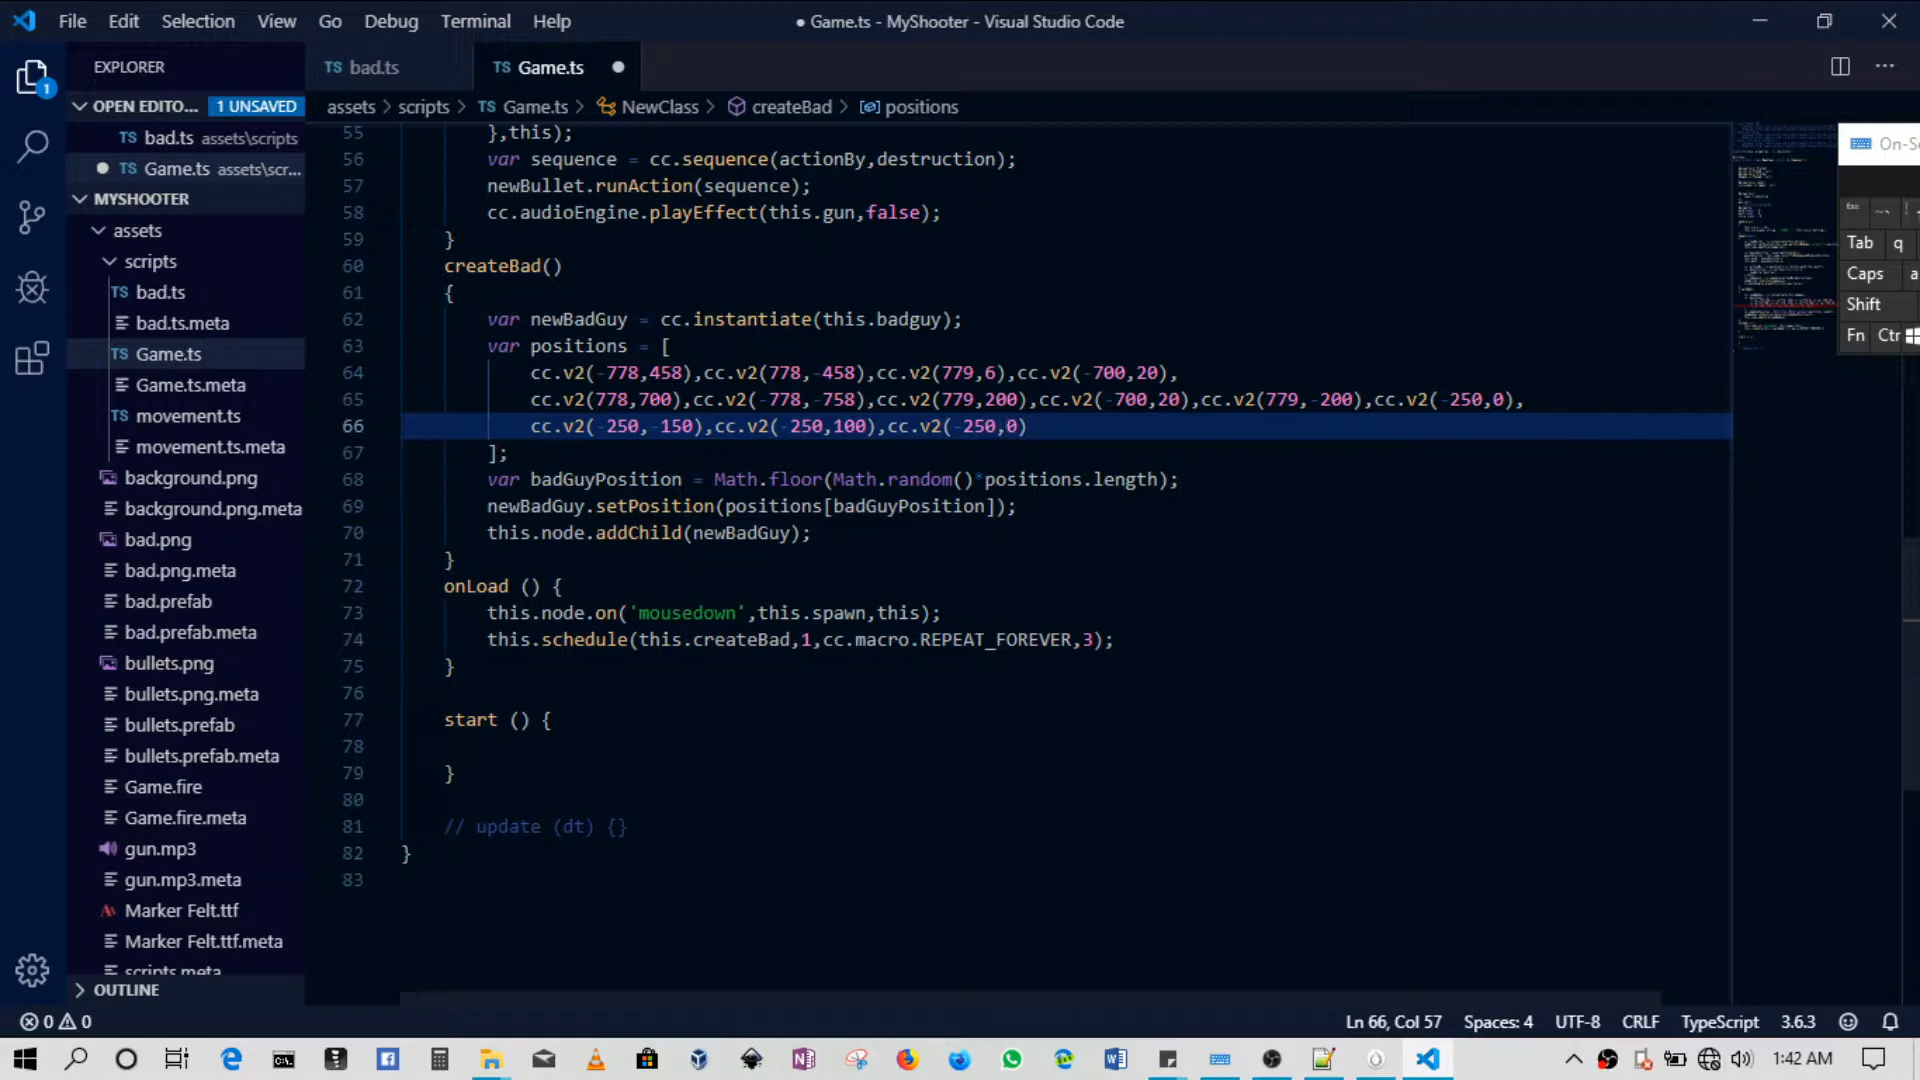 File Edit Selection View Go Debug Terminal Help
● Game.ts - MyShooter - Visual Studio Code
EXPLORER
TS bad.ts
TS Game.ts
OPEN EDITO... 1 UNSAVED
assets > scripts > TS Game.ts > NewClass > createBad > positions
TS bad.ts assets\scripts
TS Game.ts assets\scr...
MYSHOOTER
assets
scripts
TS bad.ts
bad.ts.meta
TS Game.ts
Game.ts.meta
TS movement.ts
movement.ts.meta
background.png
background.png.meta
bad.png
bad.png.meta
bad.prefab
bad.prefab.meta
bullets.png
bullets.png.meta
bullets.prefab
bullets.prefab.meta
Game.fire
Game.fire.meta
gun.mp3
gun.mp3.meta
Marker Felt.ttf
Marker Felt.ttf.meta
scripts.meta
OUTLINE
1
55 },this);
56 var sequence = cc.sequence(actionBy,destruction);
57 newBullet.runAction(sequence);
58 cc.audioEngine.playEffect(this.gun,false);
59 }
60 createBad()
61 {
62 var newBadGuy = cc.instantiate(this.badguy);
63 var positions = [
64 cc.v2(-778,458),cc.v2(778,-458),cc.v2(779,6),cc.v2(-700,20),
65 cc.v2(778,700),cc.v2(-778,-758),cc.v2(779,200),cc.v2(-700,20),cc.v2(779,-200),cc.v2(-250,0),
66 cc.v2(-250,-150),cc.v2(-250,100),cc.v2(-250,0)
67 ];
68 var badGuyPosition = Math.floor(Math.random()*positions.length);
69 newBadGuy.setPosition(positions[badGuyPosition]);
70 this.node.addChild(newBadGuy);
71 }
72 onLoad () {
73 this.node.on('mousedown',this.spawn,this);
74 this.schedule(this.createBad,1,cc.macro.REPEAT_FOREVER,3);
75 }
76
77 start () {
78
79 }
80
81 // update (dt) {}
82 }
83
On-S
Esc
Tab q
Caps a
Shift
Fn Ctr
0 0
Ln 66, Col 57 Spaces: 4 UTF-8 CRLF TypeScript 3.6.3
1:42 AM